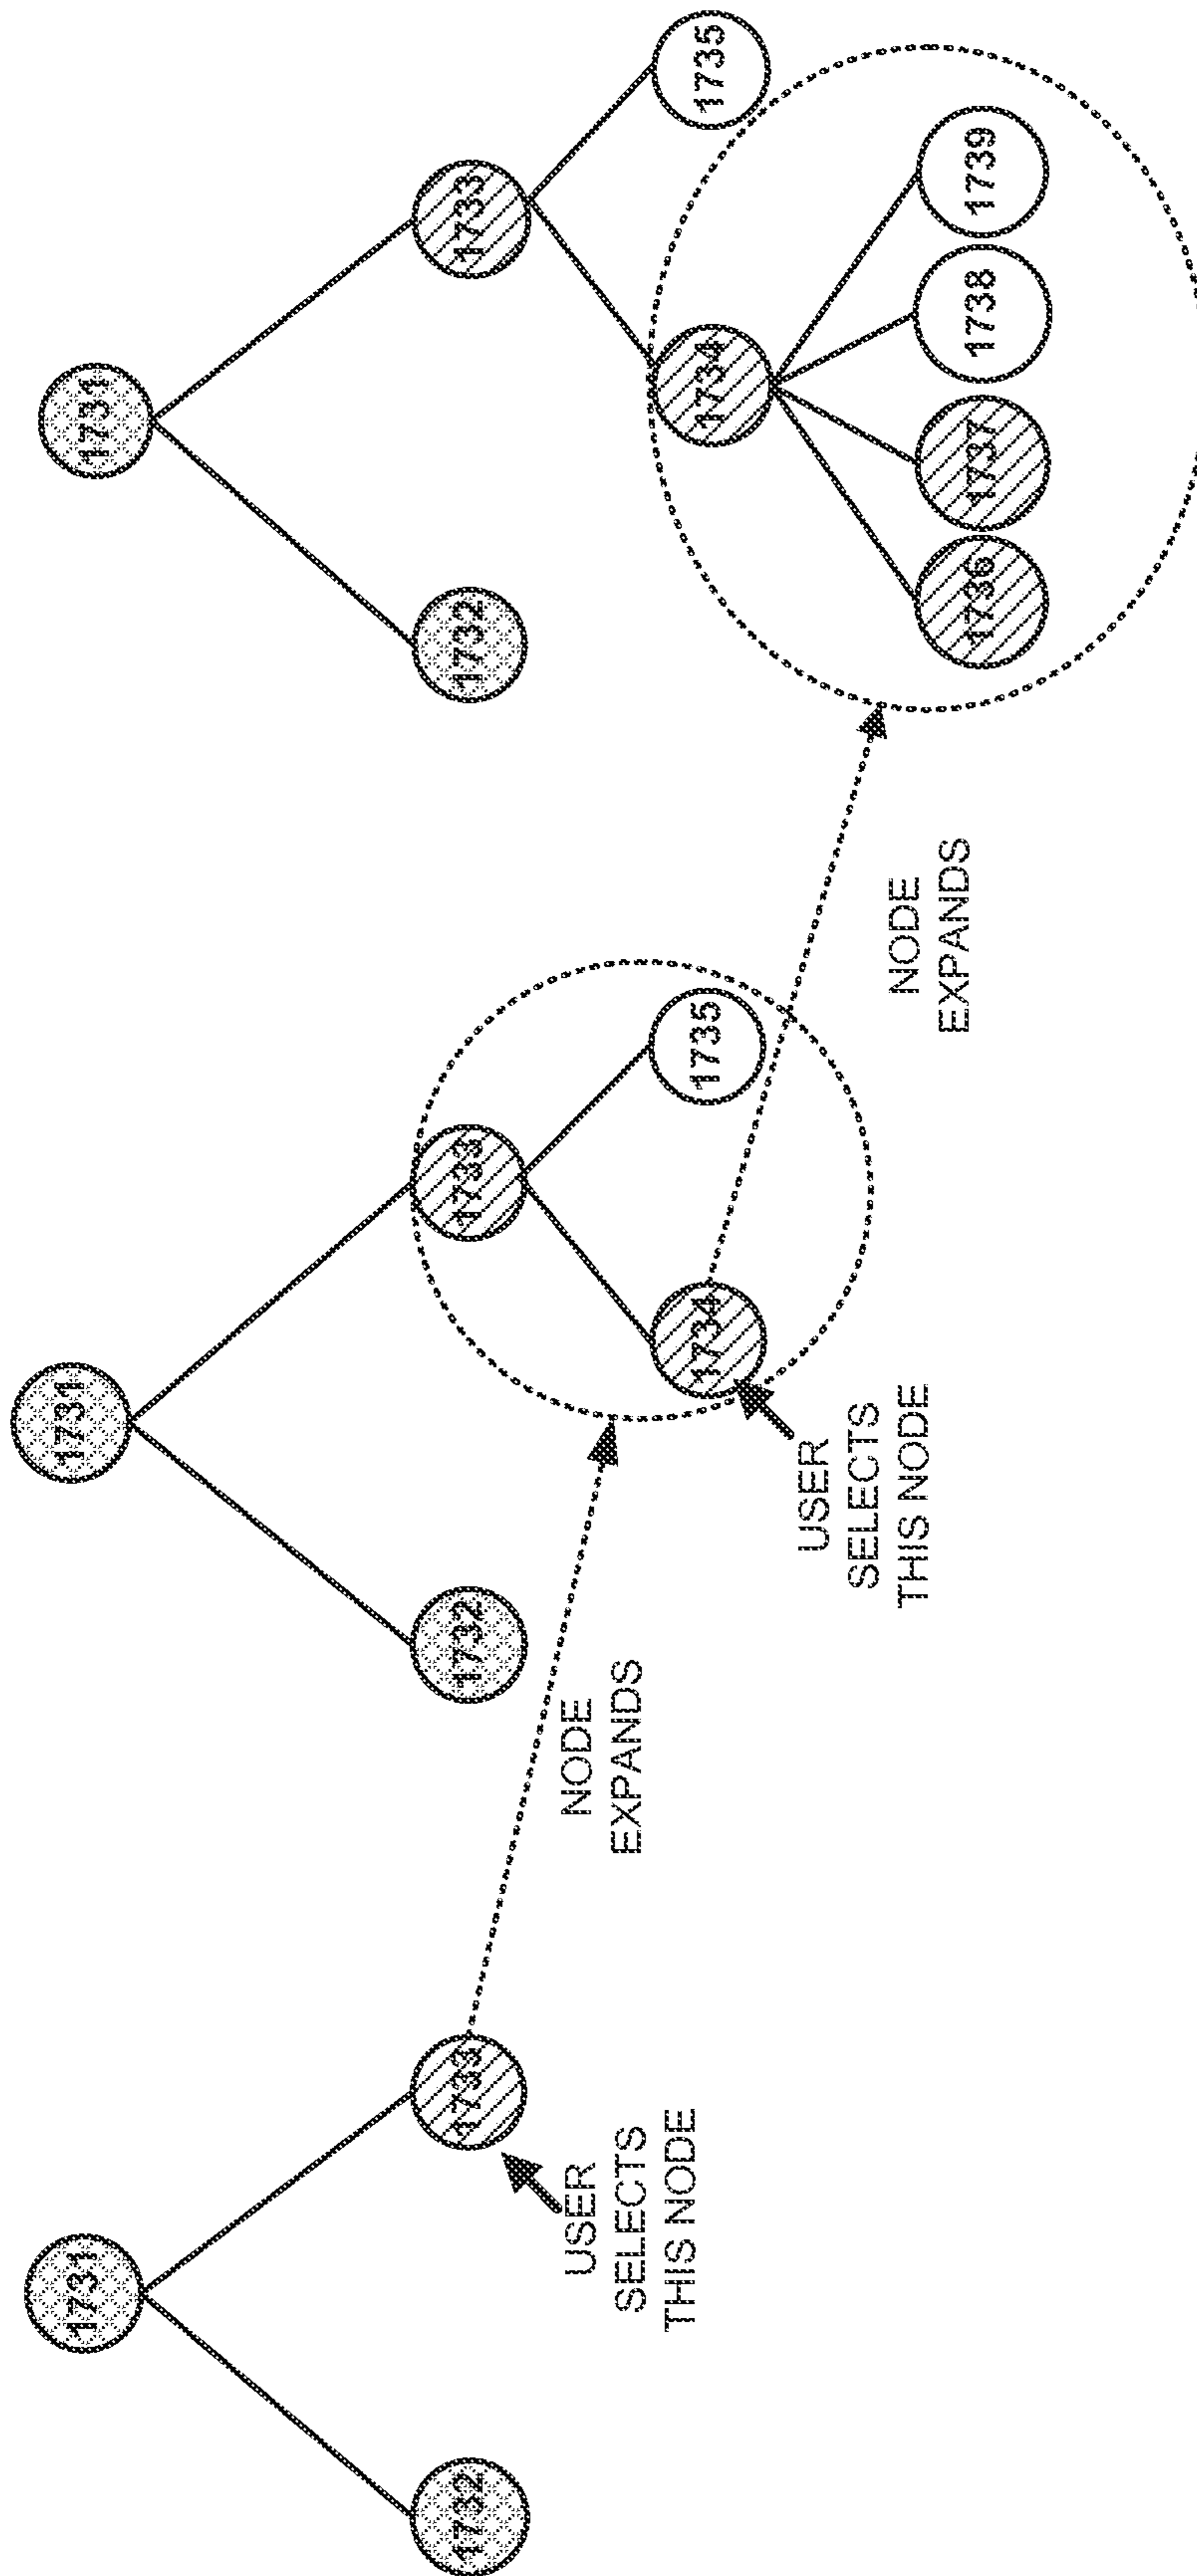 1731
1732
1733
USER
SELECTS
THIS NODE
NODE
EXPANDS
1731
1732
1733
1734
1735
USER
SELECTS
THIS NODE
NODE
EXPANDS
1731
1732
1733
1734
1735
1736
1737
1738
1739